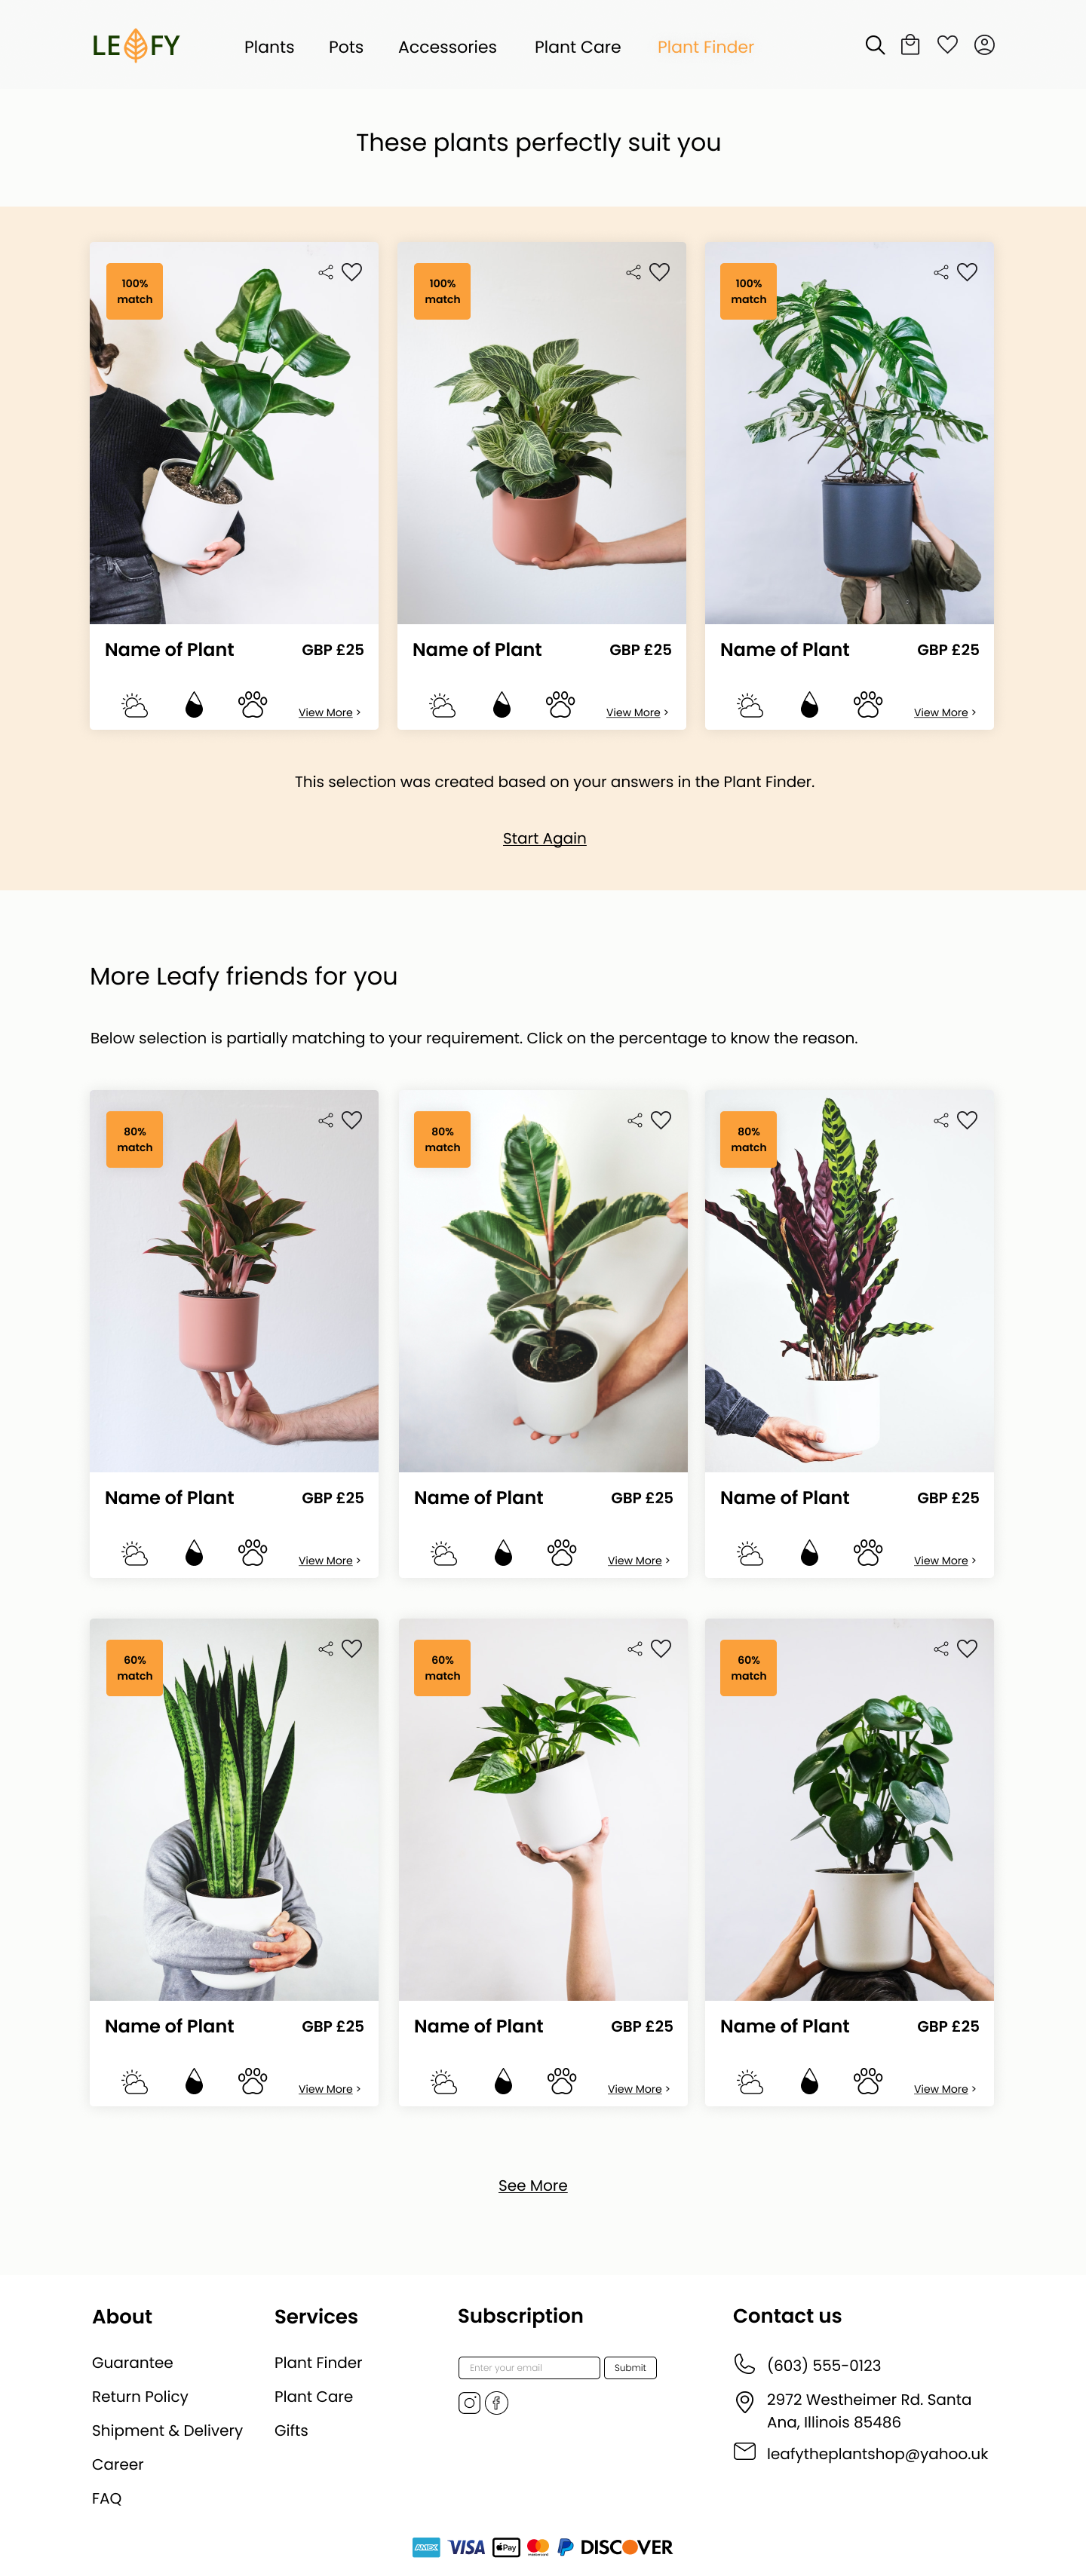 LEAFY
Plants Pots Accessories Plant Care Plant Finder
These plants perfectly suit you
100%
match
100%
match
100%
match
Name of Plant GBP £25
View More >
Name of Plant GBP £25
View More >
Name of Plant GBP £25
View More >
This selection was created based on your answers in the Plant Finder.
Start Again
More Leafy friends for you
Below selection is partially matching to your requirement. Click on the percentage to know the reason.
80%
match
80%
match
80%
match
Name of Plant GBP £25
View More >
Name of Plant GBP £25
View More >
Name of Plant GBP £25
View More >
60%
match
60%
match
60%
match
Name of Plant GBP £25
View More >
Name of Plant GBP £25
View More >
Name of Plant GBP £25
View More >
See More
About
Guarantee
Return Policy
Shipment & Delivery
Career
FAQ
Services
Plant Finder
Plant Care
Gifts
Subscription
Enter your email Submit
Contact us
(603) 555-0123
2972 Westheimer Rd. Santa
Ana, Illinois 85486
leafytheplantshop@yahoo.uk
AMEX VISA Pay mastercard DISCOVER